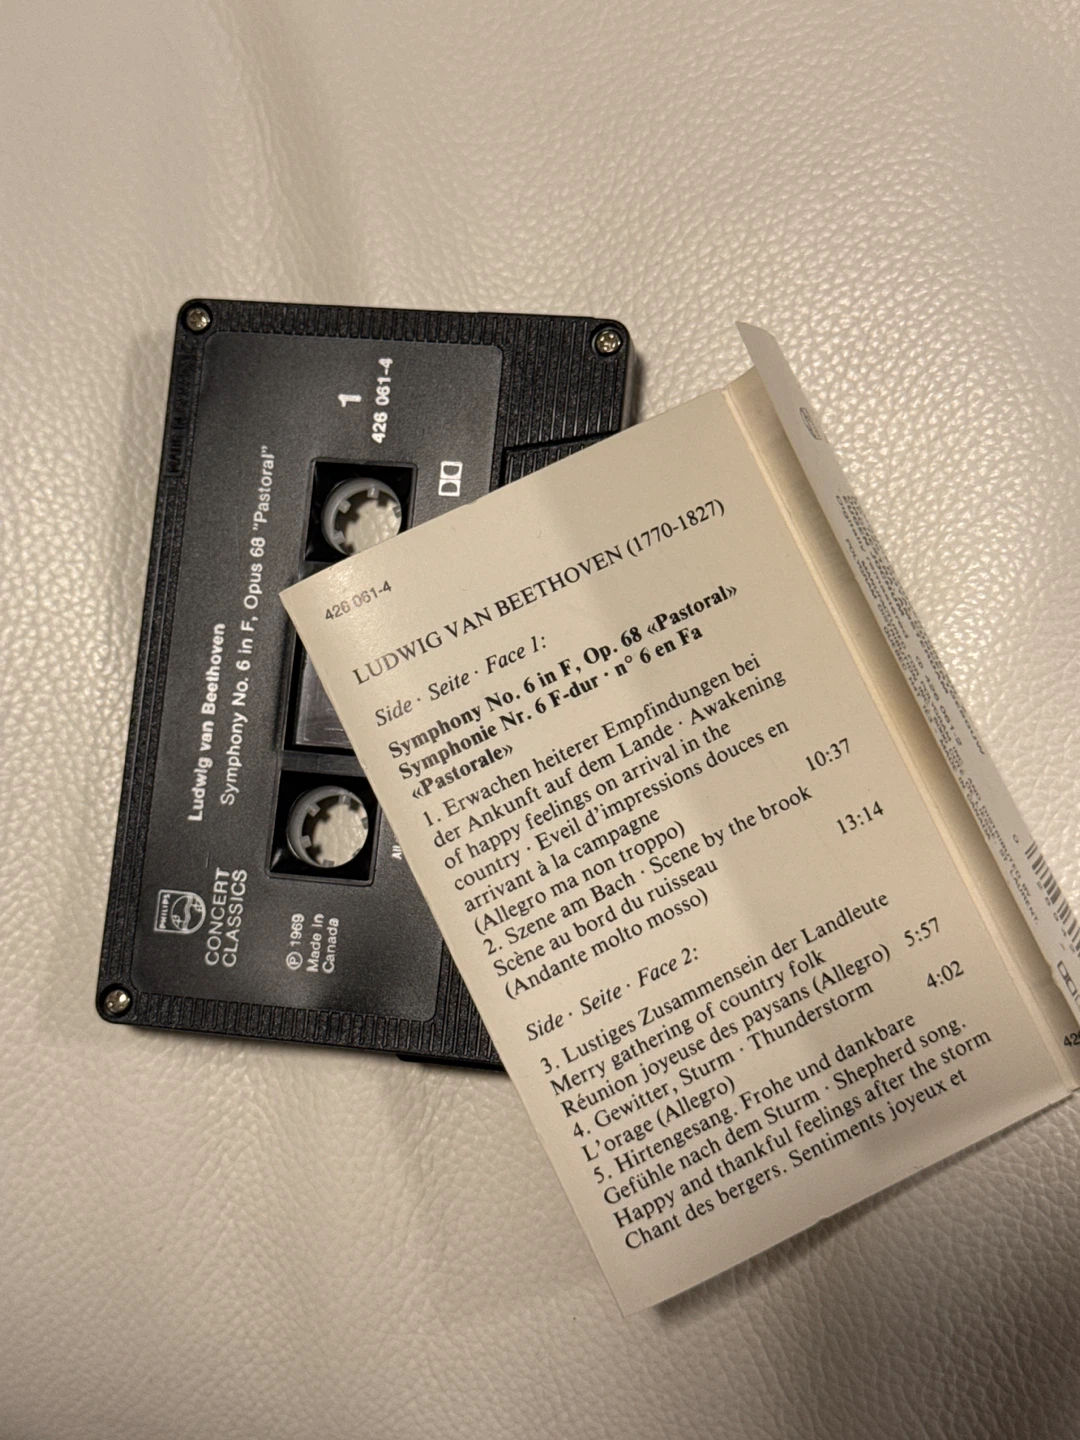 1
426 061-4
Ludwig van Beethoven
Symphony No. 6 in F, Opus 68 "Pastoral"
PHILIPS
CONCERT
CLASSICS
℗ 1969
Made in
Canada
All
426 061-4
LUDWIG VAN BEETHOVEN (1770-1827)
Side · Seite · Face 1:
Symphony No. 6 in F, Op. 68 «Pastoral»
Symphonie Nr. 6 F-dur · n° 6 en Fa
«Pastorale»
1. Erwachen heiterer Empfindungen bei
der Ankunft auf dem Lande · Awakening
of happy feelings on arrival in the
country · Eveil d'impressions douces en
arrivant à la campagne
(Allegro ma non troppo) 10:37
2. Szene am Bach · Scene by the brook
Scène au bord du ruisseau
(Andante molto mosso) 13:14
Side · Seite · Face 2:
3. Lustiges Zusammensein der Landleute
Merry gathering of country folk
Réunion joyeuse des paysans (Allegro) 5:57
4. Gewitter, Sturm · Thunderstorm
L'orage (Allegro) 4:02
5. Hirtengesang. Frohe und dankbare
Gefühle nach dem Sturm · Shepherd song.
Happy and thankful feelings after the storm
Chant des bergers. Sentiments joyeux et